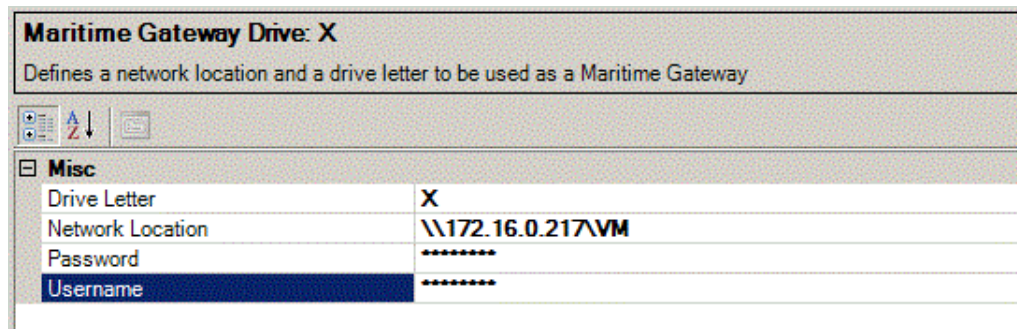 Maritime Gateway Drive: X
Defines a network location and a drive letter to be used as a Maritime Gateway
Misc
Drive Letter X
Network Location \\172.16.0.217\VM
Password ********
Username ********